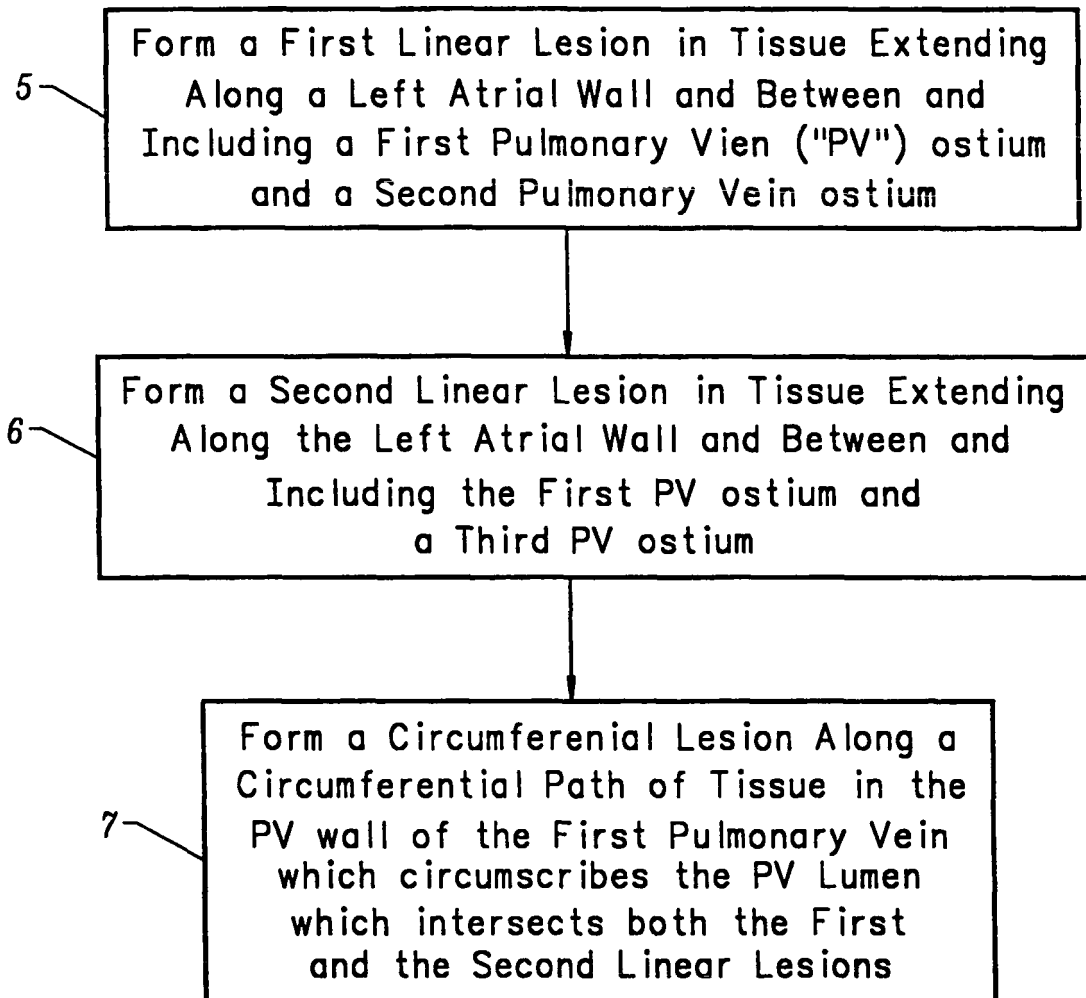 Form a First Linear Lesion in Tissue Extending
5
Along a Left Atrial Wall and Between and
Including a First Pulmonary Vien ("PV") ostium
and a Second Pulmonary Vein ostium
Form a Second Linear Lesion in Tissue Extending
6
Along the Left Atrial Wall and Between and
Including the First PV ostium and
a Third PV ostium
Form a Circumferenial Lesion Along a
Circumferential Path of Tissue in the
7
PV wall of the First Pulmonary Vein
which circumscribes the PV Lumen
which intersects both the First
and the Second Linear Lesions